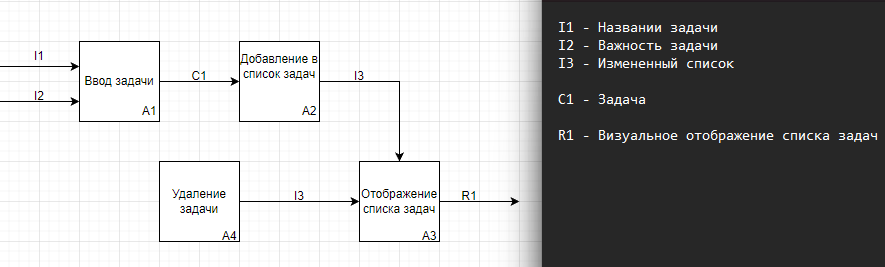 I1
I2
Ввод задачи
A1
C1
Добавление в
список задач
A2
I3
Удаление
задачи
A4
I3
Отображение
списка задач
A3
R1
I1 - Названии задачи
I2 - Важность задачи
I3 - Измененный список
C1 - Задача
R1 - Визуальное отображение списка задач